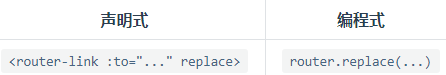 声明式 编程式
<router-link :to="..." replace> router.replace(...)